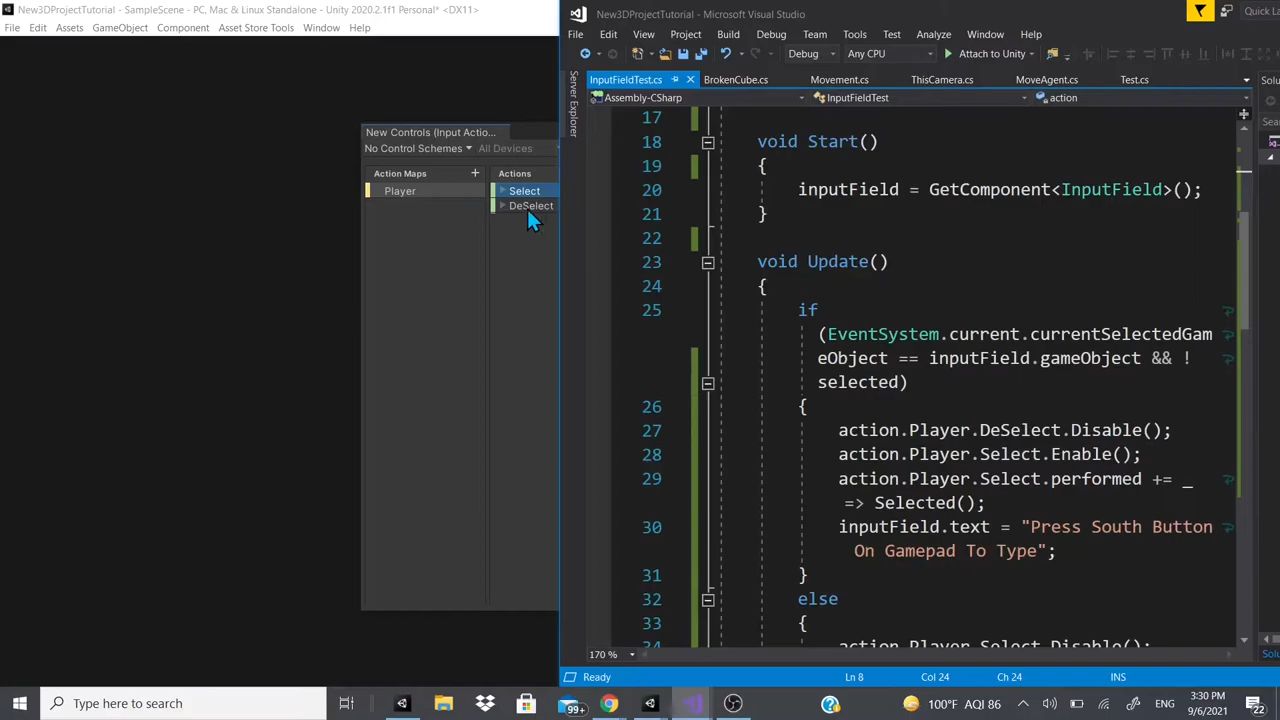 New3DProjectTutorial - SampleScene - PC, Mac & Linux Standalone - Unity 2020.2.1f1 Personal* <DX11>
File Edit Assets GameObject Component Asset Store Tools Window Help
New Controls (Input Actio...
No Control Schemes All Devices
Action Maps + Actions
Player Select
DeSelect
New3DProjectTutorial - Microsoft Visual Studio
Quick L
File Edit View Project Build Debug Team Tools Test Analyze Window Help
Debug Any CPU Attach to Unity
Server Explorer
InputFieldTest.cs BrokenCube.cs Movement.cs ThisCamera.cs MoveAgent.cs Test.cs
Assembly-CSharp InputFieldTest action
17
18 void Start()
19 {
20 inputField = GetComponent<InputField>();
21 }
22
23 void Update()
24 {
25 if
(EventSystem.current.currentSelectedGam
eObject == inputField.gameObject && !
selected)
26 {
27 action.Player.DeSelect.Disable();
28 action.Player.Select.Enable();
29 action.Player.Select.performed += _
=> Selected();
30 inputField.text = "Press South Button
On Gamepad To Type";
31 }
32 else
33 {
34 action.Player.Select.Disable();
170 %
Solu
Sear
Solu
Ready Ln 8 Col 24 Ch 24 INS
Type here to search
99+
100°F AQI 86
3:30 PM
9/6/2021
22